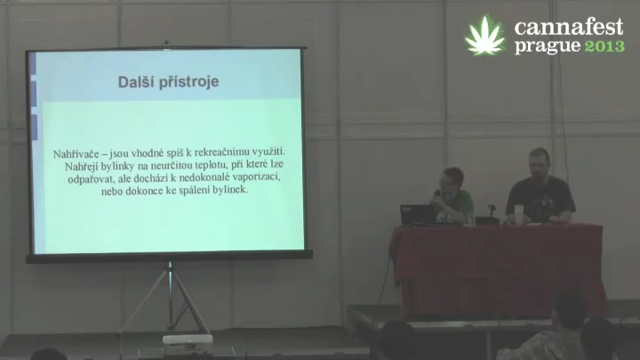 cannafest
prague 2013
Další přístroje
Nahřívače – jsou vhodné spíš k rekreačnimu využití.
Nahřejí bylinky na neurčitou teplotu, při které lze
odpařovat, ale dochází k nedokonalé vaporizaci,
nebo dokonce ke spálení bylinek.